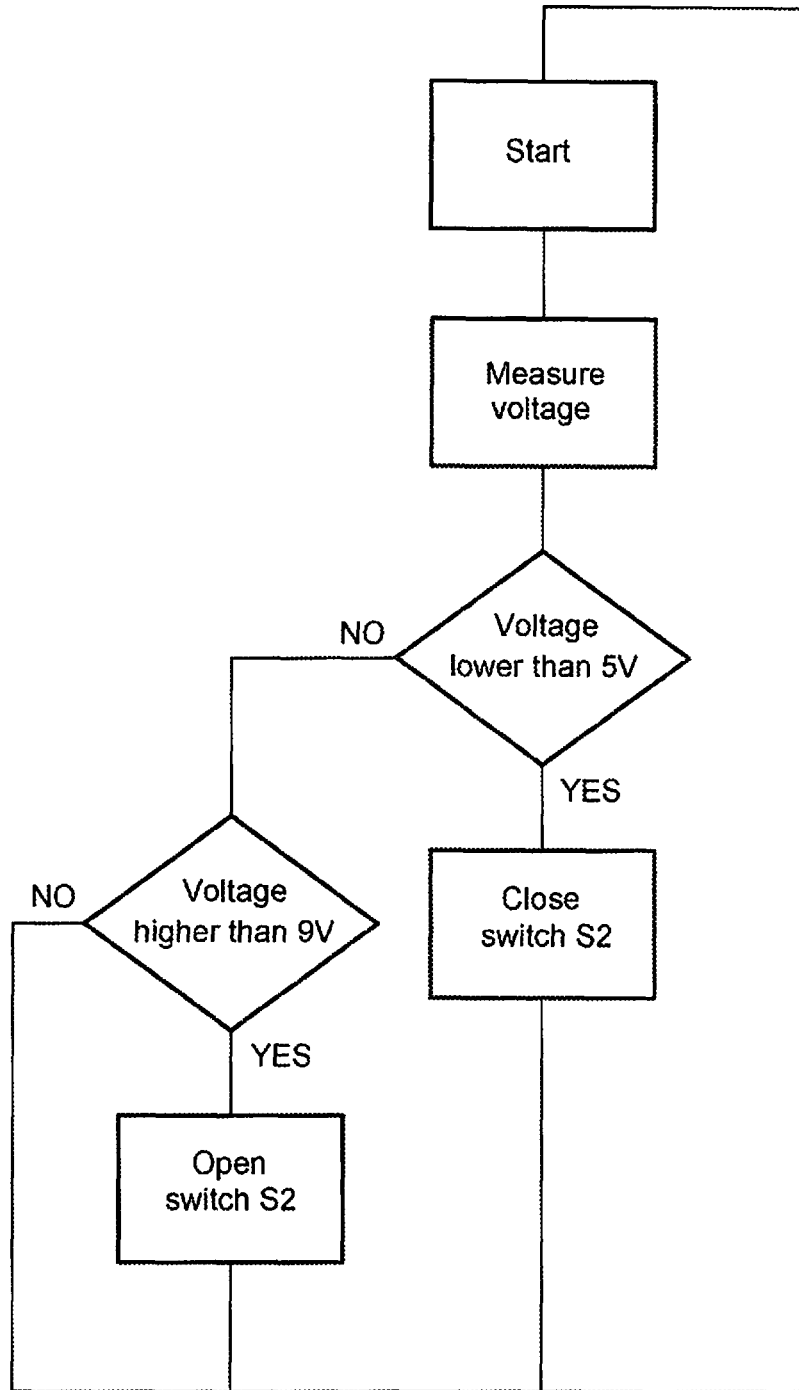 Start
Measure
voltage
NO
Voltage
lower than 5V
YES
NO
Voltage
higher than 9V
Close
switch S2
YES
Open
switch S2